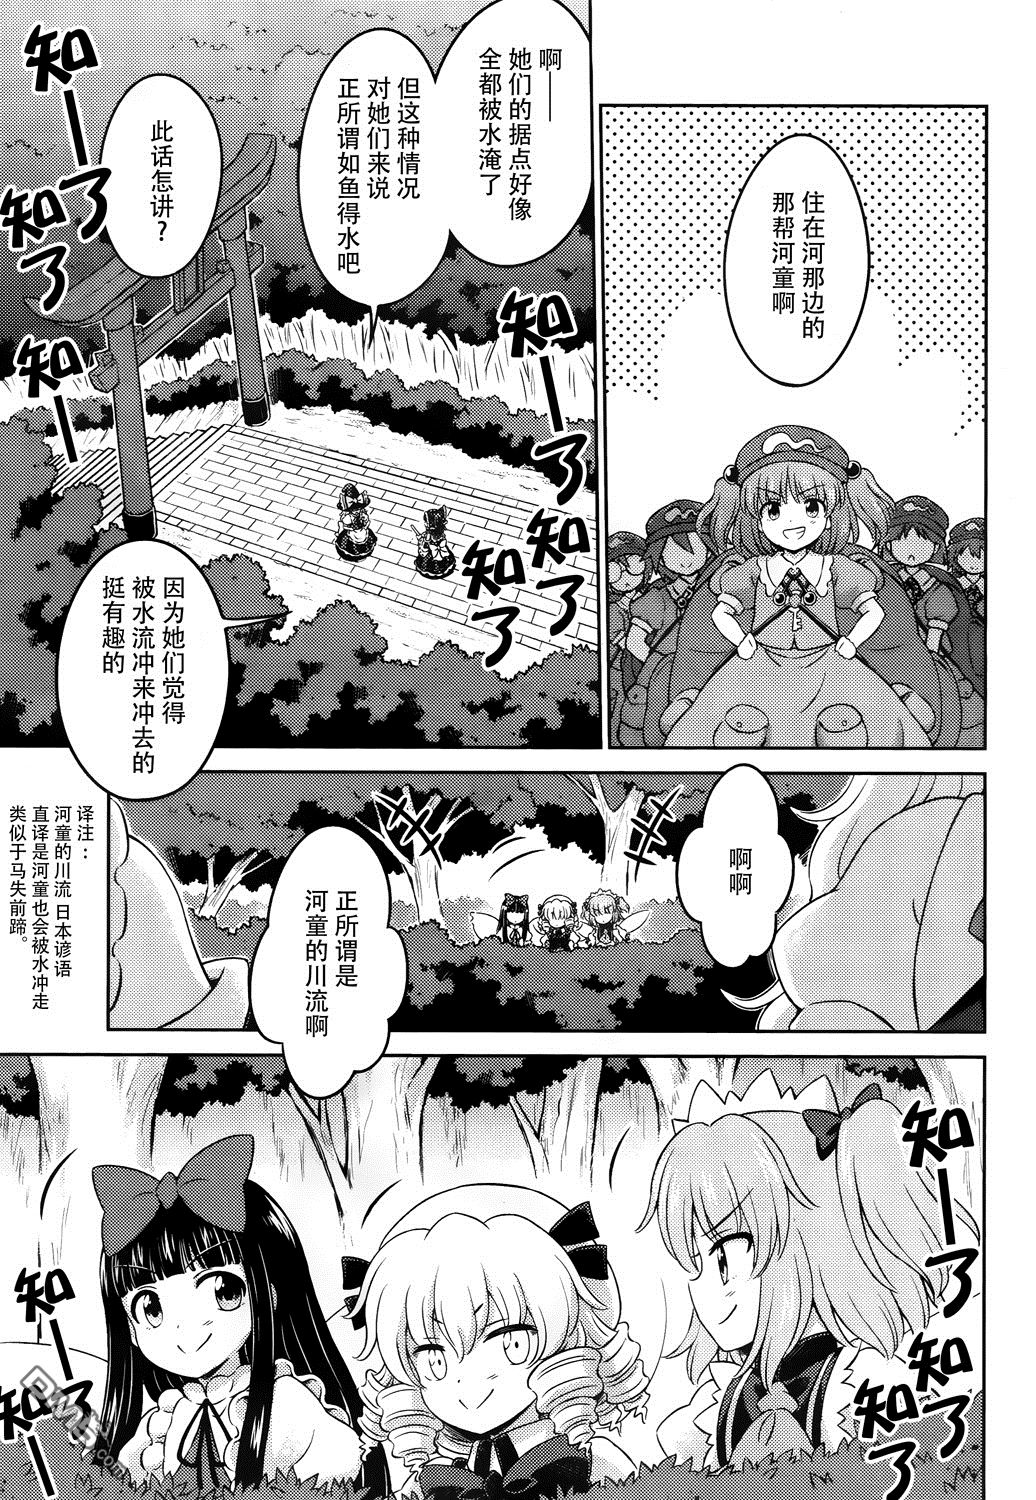 住在河那边的
那帮河童啊
啊——
她们的据点好像
全都被水淹了
但这种情况
对她们来说
正所谓如鱼得水吧
此话怎讲?
因为她们觉得
被水流冲来冲去的
挺有趣的
知—了
知—了
知—
知—了
知了
知了
啊啊
正所谓是
河童的川流啊
译注:
河童的川流 日本谚语
直译是河童也会被水冲走
类似于马失前蹄。
知—了
知了
知—
知—
DMZJ.com